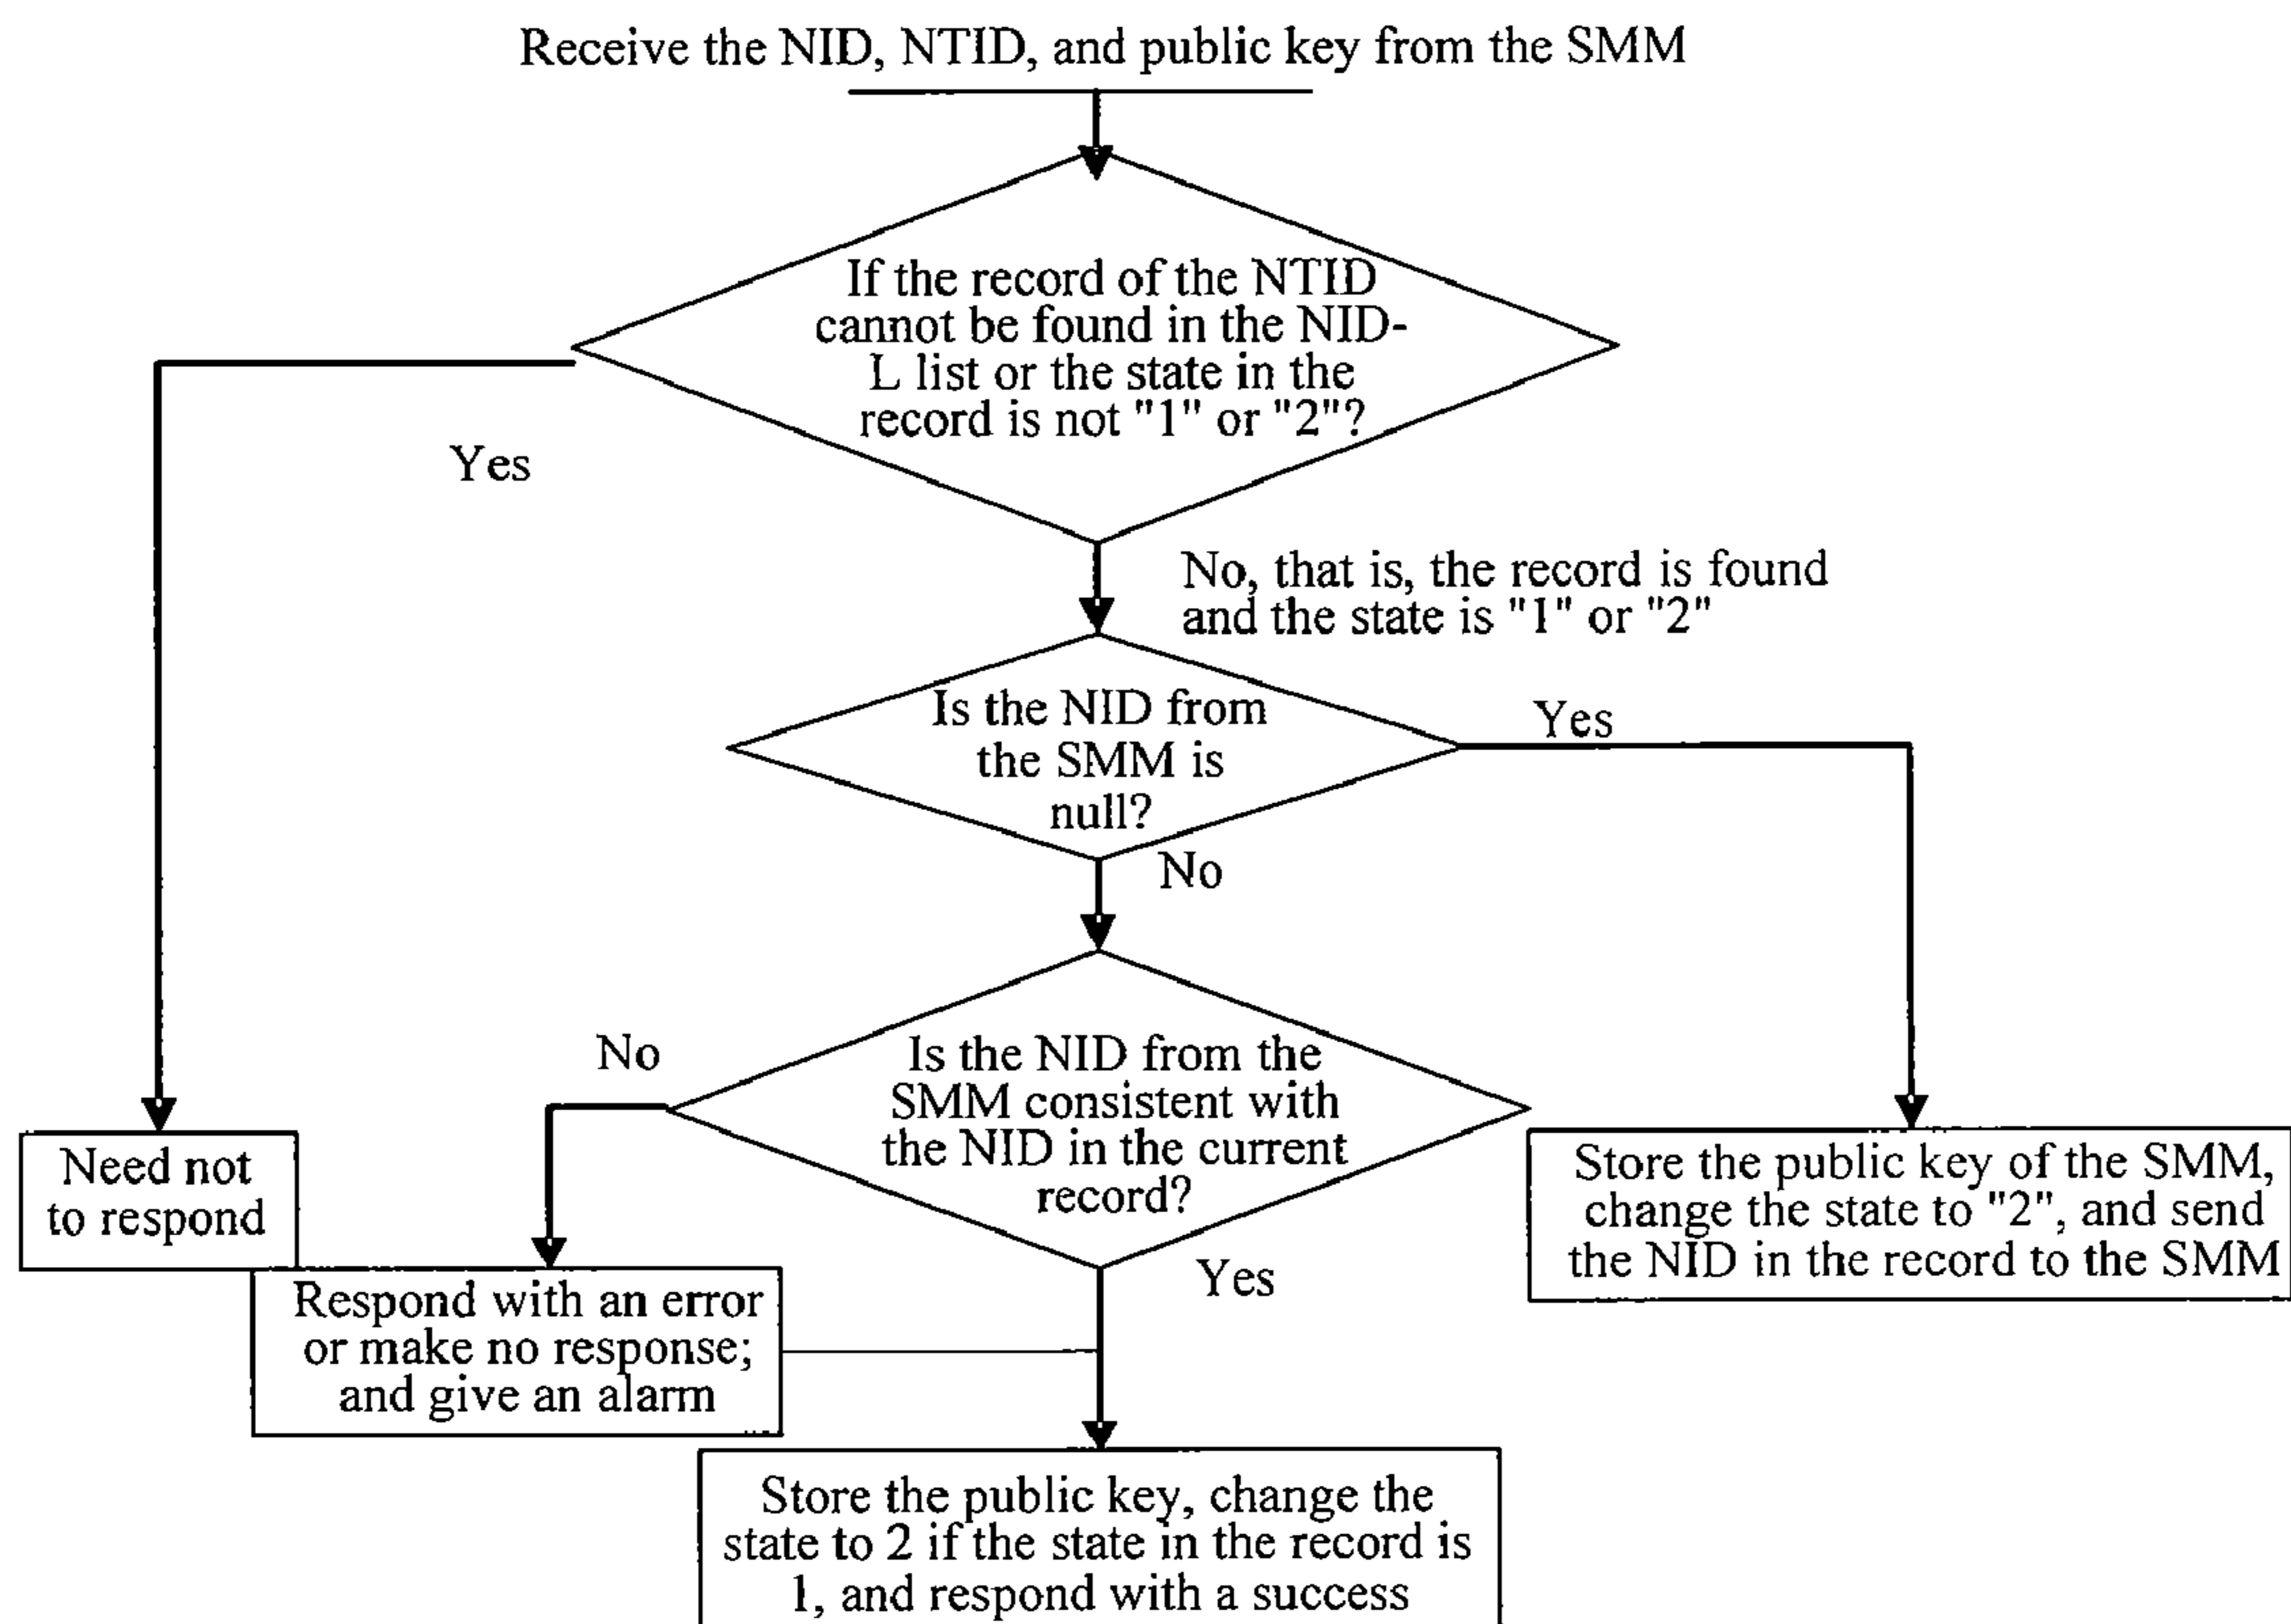 Receive the NID, NTID, and public key from the SMM
If the record of the NTID
cannot be found in the NID-
L list or the state in the
record is not "1" or "2"?
Yes
No, that is, the record is found
and the state is "1" or "2"
Is the NID from
the SMM is
null?
Yes
No
Is the NID from the
SMM consistent with
the NID in the current
record?
No
Yes
Need not
to respond
Respond with an error
or make no response;
and give an alarm
Store the public key of the SMM,
change the state to "2", and send
the NID in the record to the SMM
Store the public key, change the
state to 2 if the state in the record is
1, and respond with a success